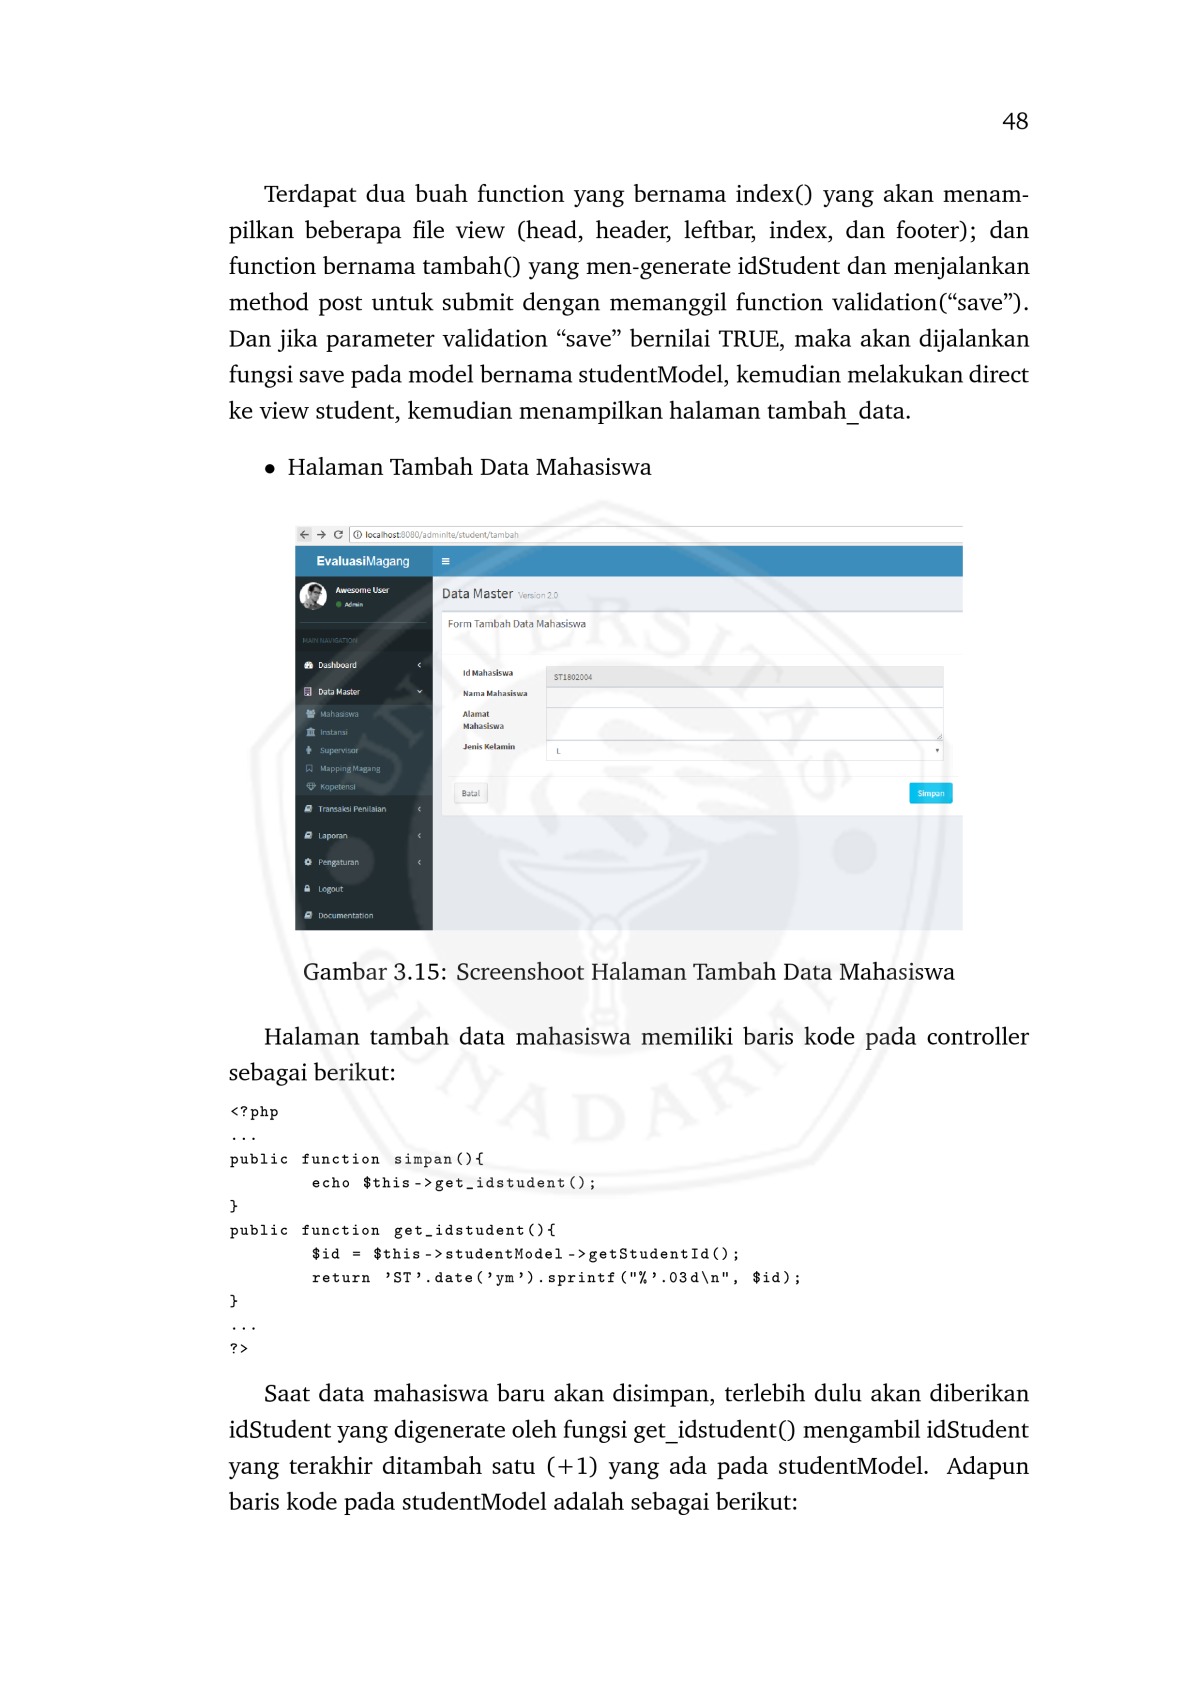 48
Terdapat dua buah function yang bernama index() yang akan menam-
pilkan beberapa file view (head, header, leftbar, index, dan footer); dan
function bernama tambah() yang men-generate idStudent dan menjalankan
method post untuk submit dengan memanggil function validation(“save”).
Dan jika parameter validation “save” bernilai TRUE, maka akan dijalankan
fungsi save pada model bernama studentModel, kemudian melakukan direct
ke view student, kemudian menampilkan halaman tambah_data.
• Halaman Tambah Data Mahasiswa
localhost:8080/adminlte/student/tambah
EvaluasiMagang
Awesome User
Admin
MAIN NAVIGATION
Dashboard
Data Master
Mahasiswa
Instansi
Supervisor
Mapping Magang
Kopetensi
Transaksi Penilaian
Laporan
Pengaturan
Logout
Documentation
Data Master Version 2.0
Form Tambah Data Mahasiswa
Id Mahasiswa
ST1802004
Nama Mahasiswa
Alamat
Mahasiswa
Jenis Kelamin
L
Batal
Simpan
UNIVERSITAS
GUNADARMA
Gambar 3.15: Screenshoot Halaman Tambah Data Mahasiswa
Halaman tambah data mahasiswa memiliki baris kode pada controller
sebagai berikut:
<?php
...
public function simpan(){
echo $this->get_idstudent();
}
public function get_idstudent(){
$id = $this->studentModel->getStudentId();
return ’ST’.date(’ym’).sprintf("%’.03d\n", $id);
}
...
?>
Saat data mahasiswa baru akan disimpan, terlebih dulu akan diberikan
idStudent yang digenerate oleh fungsi get_idstudent() mengambil idStudent
yang terakhir ditambah satu (+1) yang ada pada studentModel. Adapun
baris kode pada studentModel adalah sebagai berikut: